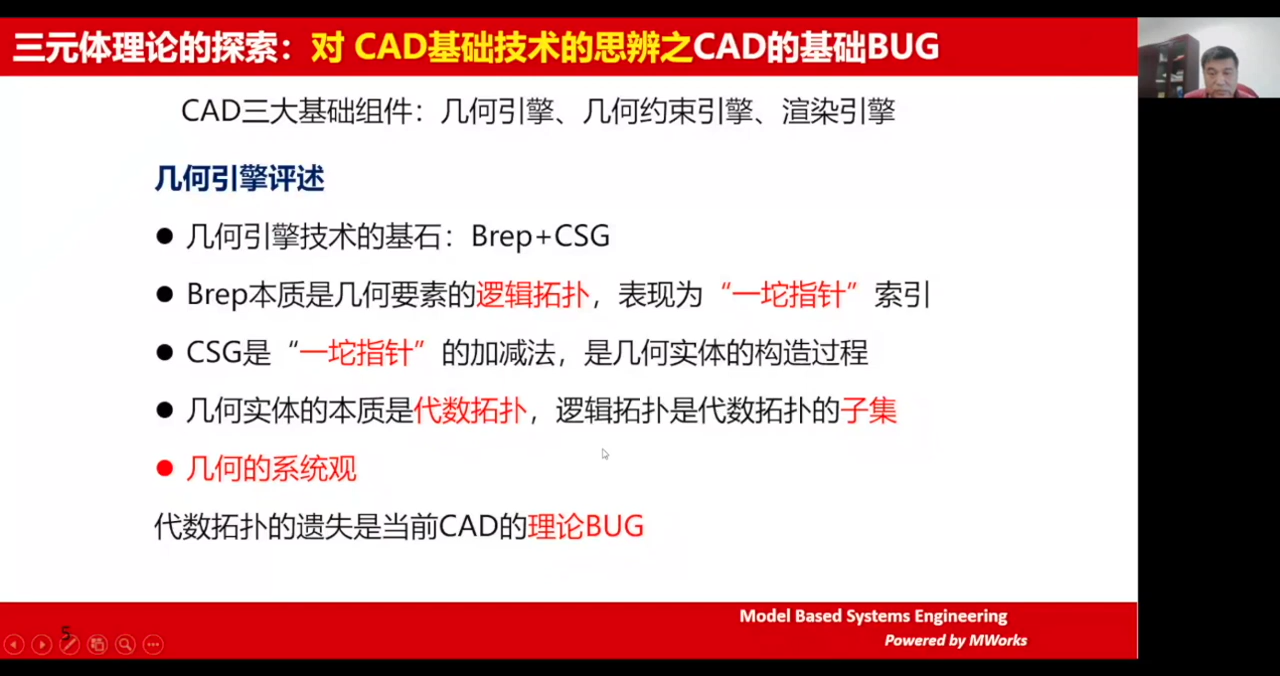 三元体理论的探索：对 CAD基础技术的思辨之CAD的基础BUG
CAD三大基础组件：几何引擎、几何约束引擎、渲染引擎
几何引擎评述
● 几何引擎技术的基石：Brep+CSG
● Brep本质是几何要素的逻辑拓扑，表现为“一坨指针”索引
● CSG是“一坨指针”的加减法，是几何实体的构造过程
● 几何实体的本质是代数拓扑，逻辑拓扑是代数拓扑的子集
● 几何的系统观
代数拓扑的遗失是当前CAD的理论BUG
Model Based Systems Engineering
Powered by MWorks
5